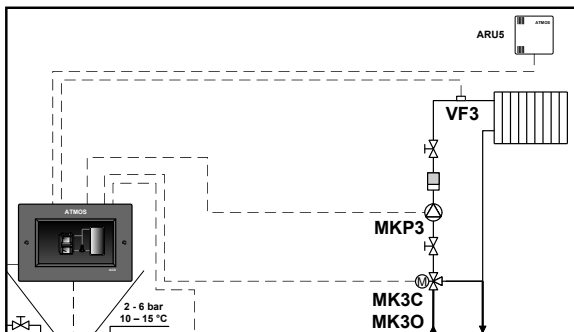 ARU5
ATMOS
VF3
MKP3
ATMOS
M
MK3C
MK3O
2 - 6 bar
10 – 15 °C